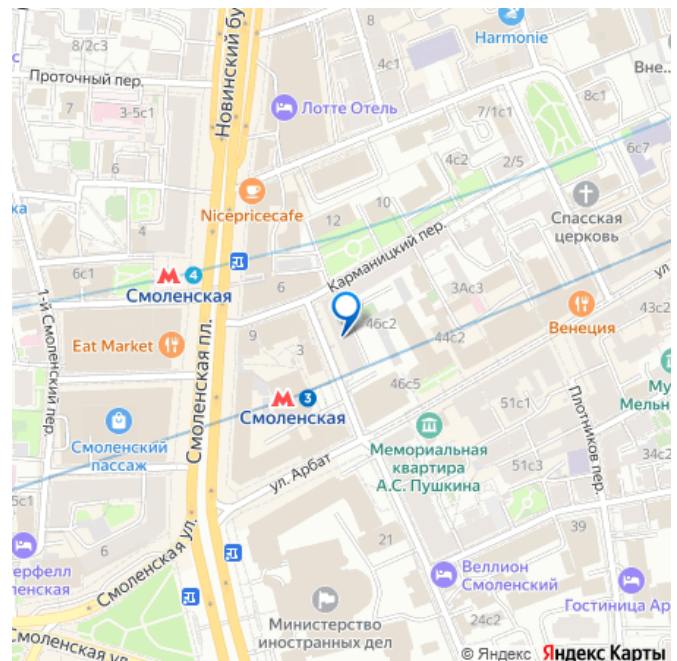 8/2с3
Проточный пер.
7
3-5с1
6
4
ка
6с1
Новинский бул
Лотте Отель
8
4с1
Harmonie
Вне...
8с1
7/1с1
4с2
2/5
6с7
Nicepricecafe
12
10
Спасская
церковь
Карманицкий пер.
4
Смоленская
6
3Ас3
ул
43с2
Венеция
1-й Смоленский пер.
Eat Market
Смоленская пл.
9
3
46с2
44с2
3
Смоленская
46с5
51с1
Плотников пер.
Му
Мельн
Смоленский
пассаж
Мемориальная
квартира
А.С. Пушкина
51с3
34с2
ул. Арбат
5с1
Смоленская ул.
21
39
ерфелл
ленская
Веллион
Смоленский
Гостиница Ар
24с2
Министерство
иностранных дел
Смоленская ул.
© Яндекс Яндекс Карты